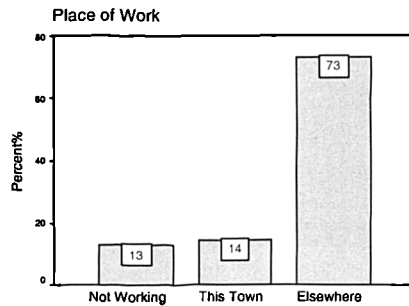 Place of Work
80
60
40
20
0
Percent%
13
14
73
Not Working
This Town
Elsewhere